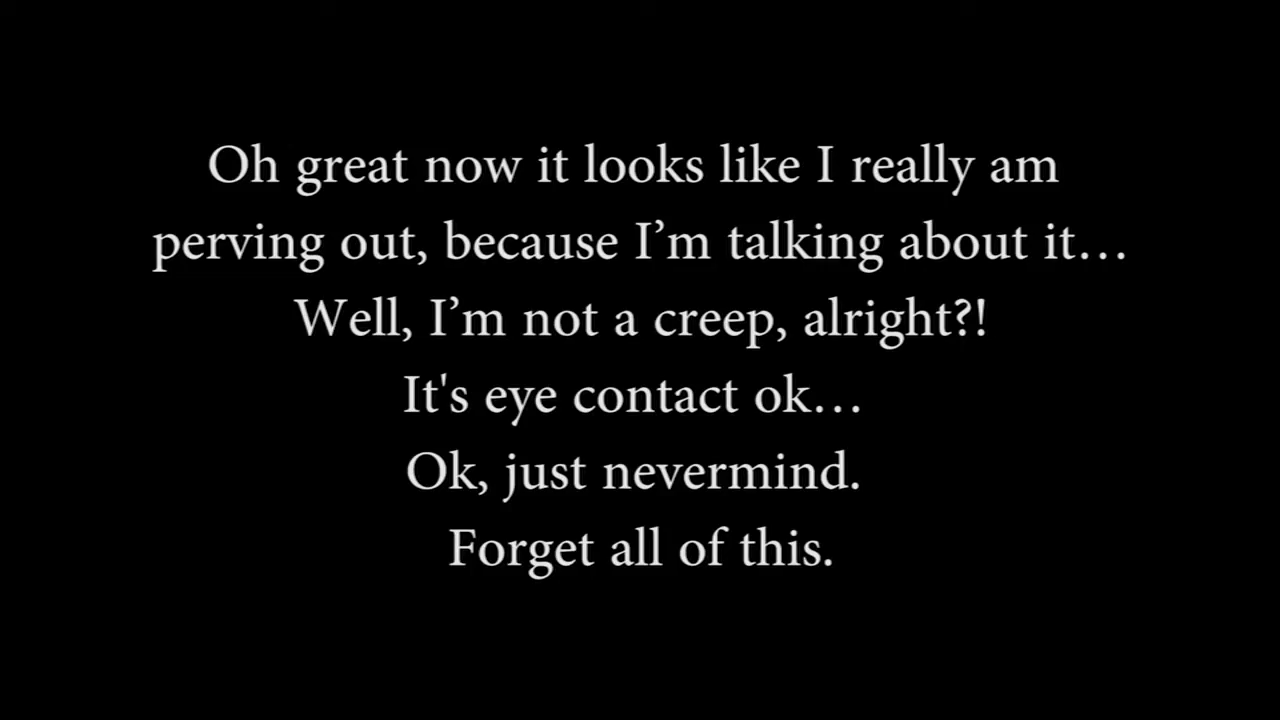 Oh great now it looks like I really am
perving out, because I’m talking about it…
Well, I’m not a creep, alright?!
It's eye contact ok…
Ok, just nevermind.
Forget all of this.